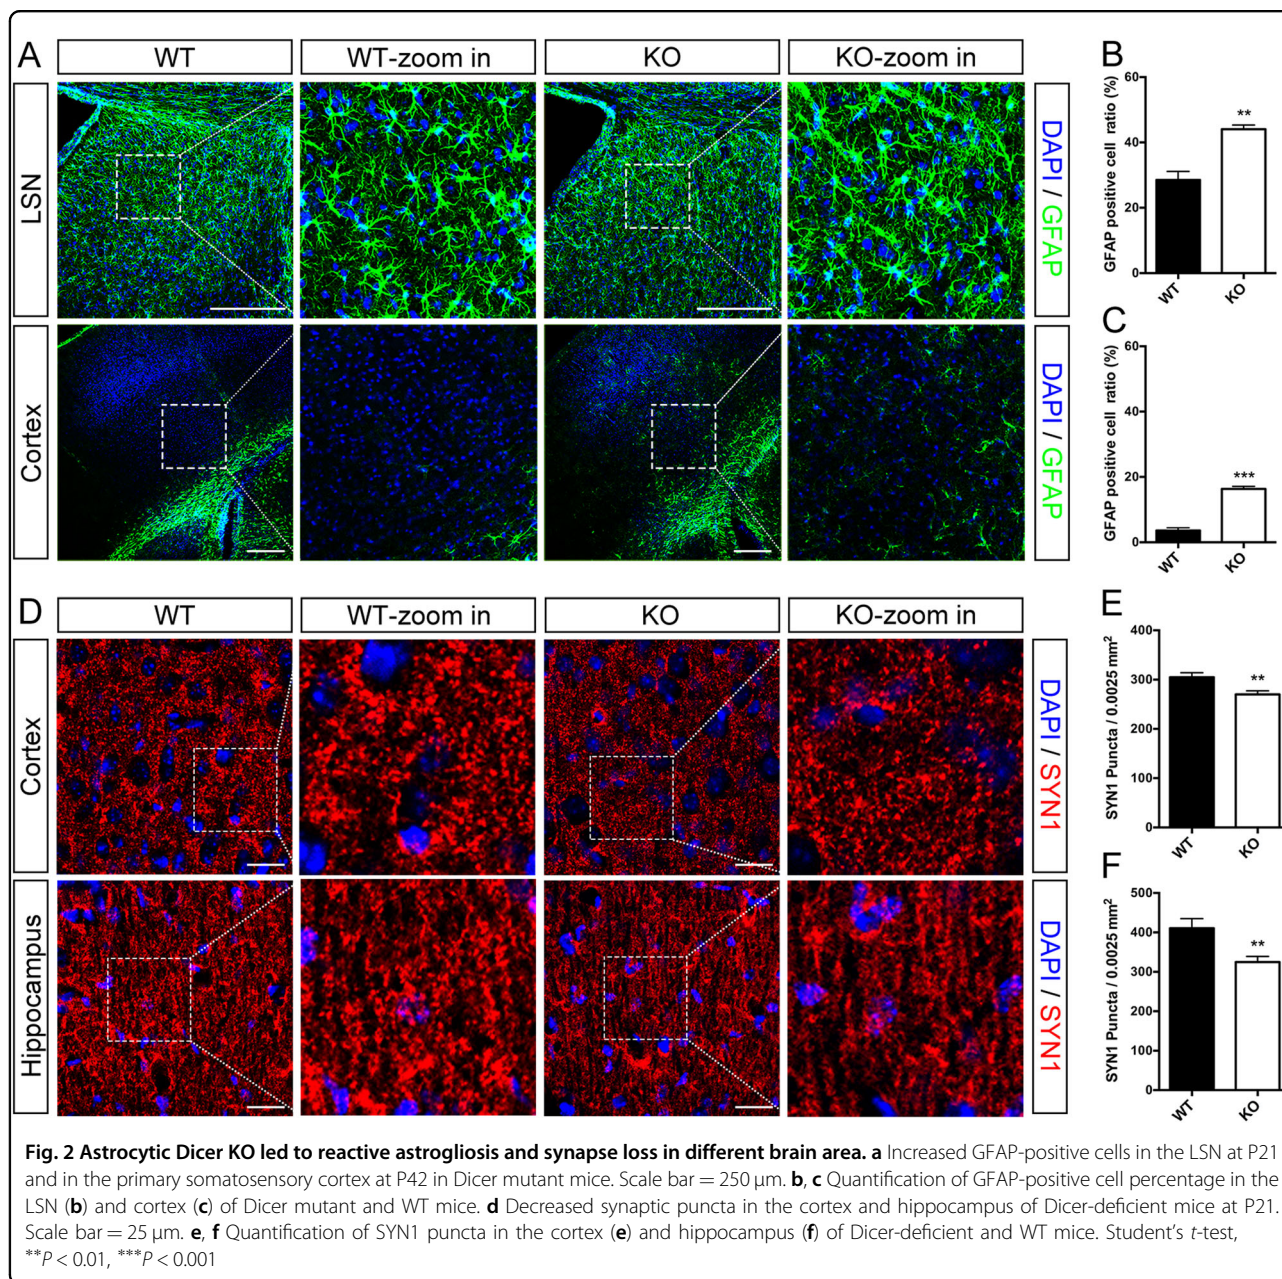 A
WT
WT-zoom in
KO
KO-zoom in
LSN
DAPI / GFAP
Cortex
DAPI / GFAP
B
GFAP positive cell ratio (%)
60
40
20
0
WT
KO
**
C
GFAP positive cell ratio (%)
60
40
20
0
WT
KO
***
D
WT
WT-zoom in
KO
KO-zoom in
Cortex
DAPI / SYN1
Hippocampus
DAPI / SYN1
E
SYN1 Puncta / 0.0025 mm²
400
300
200
100
0
WT
KO
**
F
SYN1 Puncta / 0.0025 mm²
500
400
300
200
100
0
WT
KO
**
Fig. 2 Astrocytic Dicer KO led to reactive astrogliosis and synapse loss in different brain area. a Increased GFAP-positive cells in the LSN at P21
and in the primary somatosensory cortex at P42 in Dicer mutant mice. Scale bar = 250 μm. b, c Quantification of GFAP-positive cell percentage in the
LSN (b) and cortex (c) of Dicer mutant and WT mice. d Decreased synaptic puncta in the cortex and hippocampus of Dicer-deficient mice at P21.
Scale bar = 25 μm. e, f Quantification of SYN1 puncta in the cortex (e) and hippocampus (f) of Dicer-deficient and WT mice. Student's t-test,
**P < 0.01, ***P < 0.001